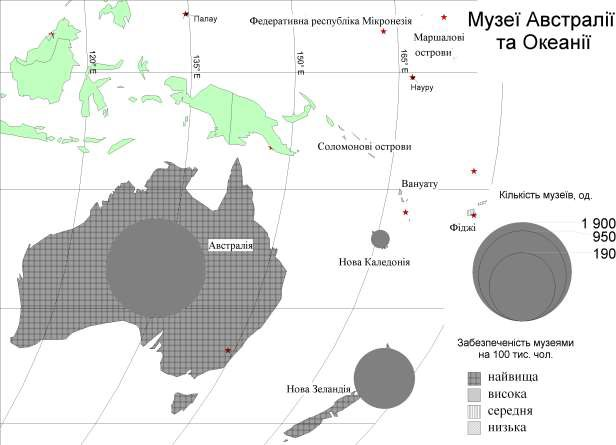 Музеї Австралії
та Океанії
Палау
Федеративна республіка Мікронезія
Маршалові
острови
120° E
135° E
150° E
165° E
Науру
Соломонові острови
Вануату
Фіджі
Австралія
Нова Каледонія
Нова Зеландія
Кількість музеїв, од.
1 900
950
190
Забезпеченість музеями
на 100 тис. чол.
найвища
висока
середня
низька